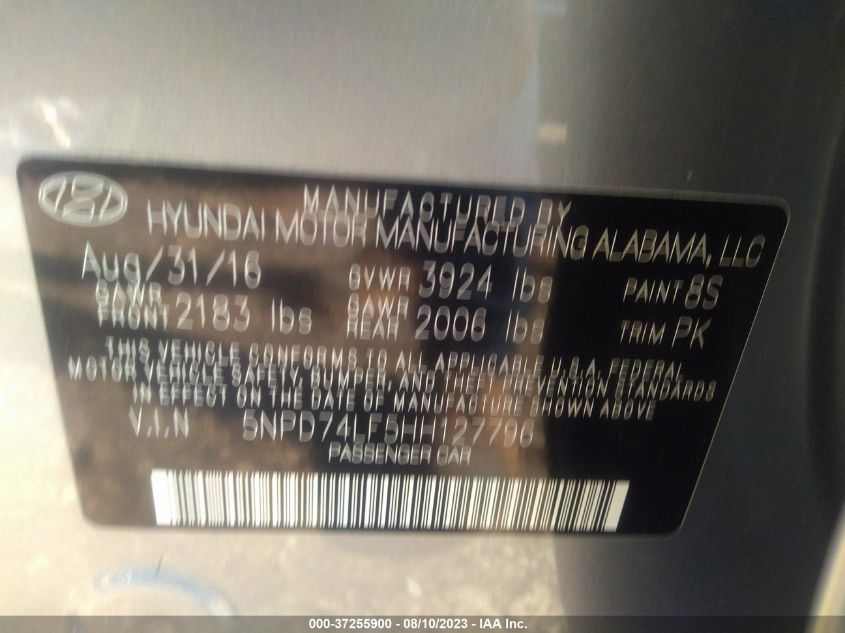 MANUFACTURED BY
HYUNDAI MOTOR MANUFACTURING ALABAMA, LLC
Aug/31/16 GVWR 3924 lbs PAINT 8S
GAWR FRONT 2183 lbs GAWR REAR 2006 lbs TRIM PK
THIS VEHICLE CONFORMS TO ALL APPLICABLE U.S.A. FEDERAL
MOTOR VEHICLE SAFETY, BUMPER, AND THEFT PREVENTION STANDARDS
IN EFFECT ON THE DATE OF MANUFACTURE SHOWN ABOVE
V.I.N 5NPD74LF5HH127796
PASSENGER CAR
000-37255900 - 08/10/2023 - IAA Inc.